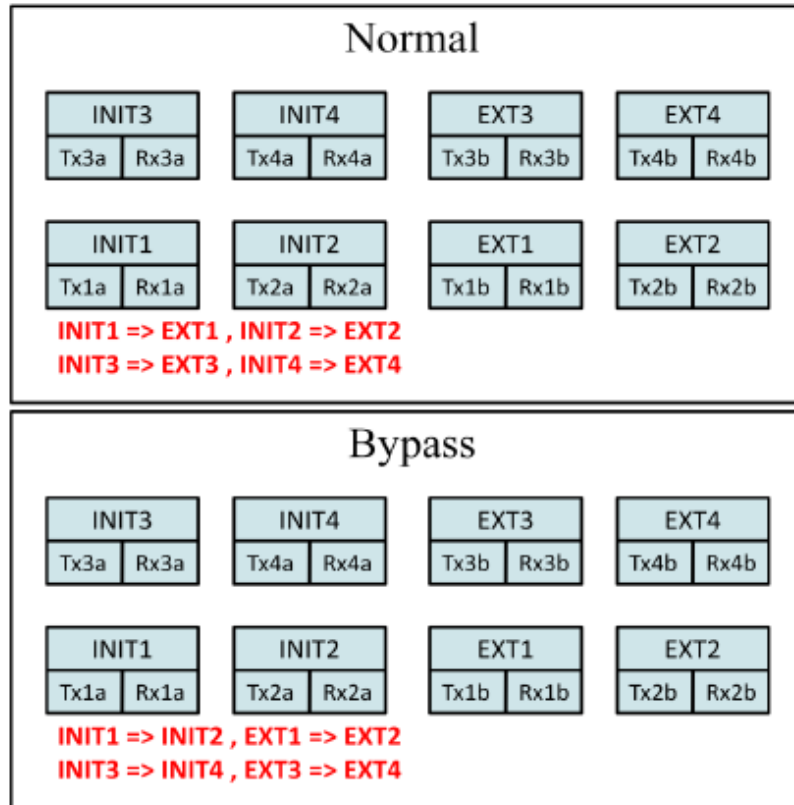 Normal
INIT3 INIT4 EXT3 EXT4
Tx3a Rx3a Tx4a Rx4a Tx3b Rx3b Tx4b Rx4b
INIT1 INIT2 EXT1 EXT2
Tx1a Rx1a Tx2a Rx2a Tx1b Rx1b Tx2b Rx2b
INIT1 => EXT1 , INIT2 => EXT2
INIT3 => EXT3 , INIT4 => EXT4
Bypass
INIT3 INIT4 EXT3 EXT4
Tx3a Rx3a Tx4a Rx4a Tx3b Rx3b Tx4b Rx4b
INIT1 INIT2 EXT1 EXT2
Tx1a Rx1a Tx2a Rx2a Tx1b Rx1b Tx2b Rx2b
INIT1 => INIT2 , EXT1 => EXT2
INIT3 => INIT4 , EXT3 => EXT4